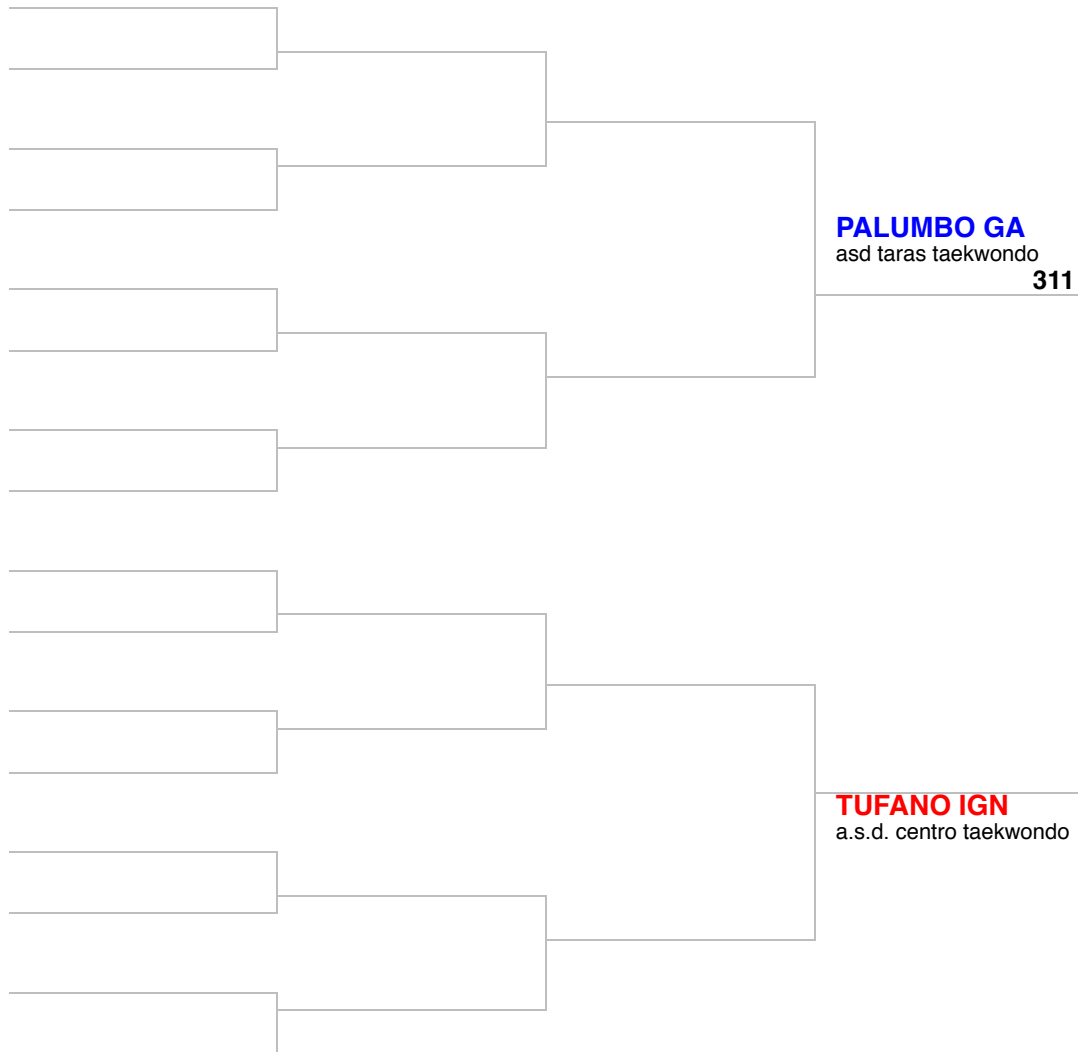 PALUMBO GA
asd taras taekwondo
311
TUFANO IGN
a.s.d. centro taekwondo